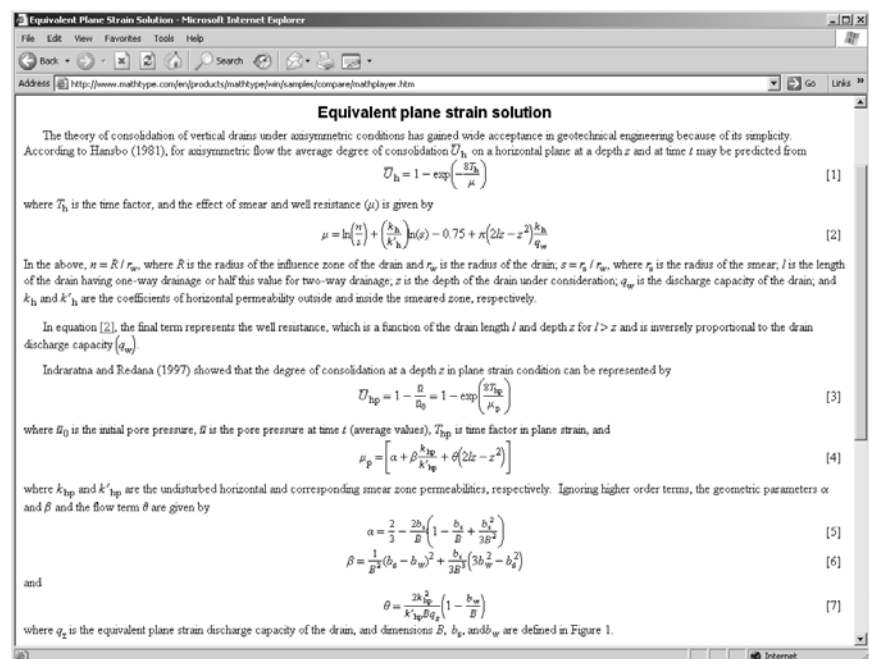 Equivalent Plane Strain Solution - Microsoft Internet Explorer
File Edit View Favorites Tools Help
Back Search
Address http://www.mathtype.com/en/products/mathtype/win/samples/compare/mathplayer.htm Go Links »
Equivalent plane strain solution
The theory of consolidation of vertical drains under axisymmetric conditions has gained wide acceptance in geotechnical engineering because of its simplicity.
According to Hansbo (1981), for axisymmetric flow the average degree of consolidation U̅_h on a horizontal plane at a depth z and at time t may be predicted from
U̅_h = 1 − exp(−8T_h/μ) [1]
where T_h is the time factor, and the effect of smear and well resistance (μ) is given by
μ = ln(n/s) + (k_h/k′_h)ln(s) − 0.75 + π(2lz − z²)k_h/q_w [2]
In the above, n = R / r_w, where R is the radius of the influence zone of the drain and r_w is the radius of the drain; s = r_s / r_w, where r_s is the radius of the smear; l is the length
of the drain having one-way drainage or half this value for two-way drainage; z is the depth of the drain under consideration; q_w is the discharge capacity of the drain; and
k_h and k′_h are the coefficients of horizontal permeability outside and inside the smeared zone, respectively.
In equation [2], the final term represents the well resistance, which is a function of the drain length l and depth z for l > z and is inversely proportional to the drain
discharge capacity (q_w).
Indraratna and Redana (1997) showed that the degree of consolidation at a depth z in plane strain condition can be represented by
U̅_hp = 1 − u̅/u̅_0 = 1 − exp(8T_hp/μ_p) [3]
where u̅_0 is the initial pore pressure, u̅ is the pore pressure at time t (average values), T_hp is time factor in plane strain, and
μ_p = [α + β k_hp/k′_hp + θ(2lz − z²)] [4]
where k_hp and k′_hp are the undisturbed horizontal and corresponding smear zone permeabilities, respectively. Ignoring higher order terms, the geometric parameters α
and β and the flow term θ are given by
α = 2/3 − 2b_s/B (1 − b_s/B + b_s²/3B²) [5]
β = 1/B² (b_s − b_w)² + b_s/3B³ (3b_w² − b_s²) [6]
and
θ = 2k_hp²/k′_hp B q_z (1 − b_w/B) [7]
where q_z is the equivalent plane strain discharge capacity of the drain, and dimensions B, b_s, andb_w are defined in Figure 1.
Internet